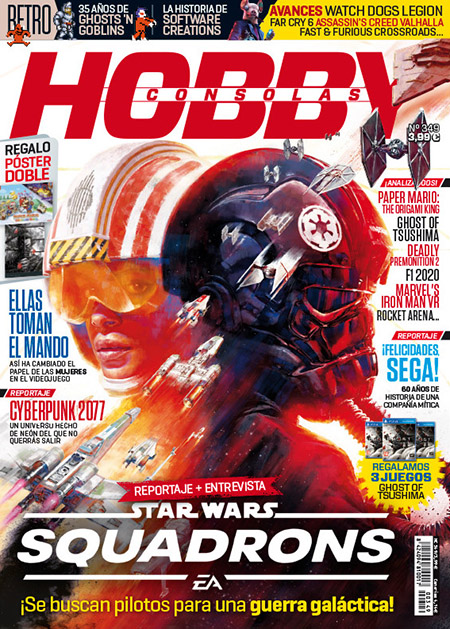 RETRO
35 AÑOS DE
GHOSTS 'N
GOBLINS
LA HISTORIA DE
SOFTWARE
CREATIONS
AVANCES WATCH DOGS LEGION
FAR CRY 6 ASSASSIN'S CREED VALHALLA
FAST & FURIOUS CROSSROADS...
HOBBY
CONSOLAS
Nº 349
3,99 €
REGALO
PÓSTER
DOBLE
¡ANALIZADOS!
PAPER MARIO:
THE ORIGAMI KING
GHOST OF
TSUSHIMA
DEADLY
PREMONITION 2
F1 2020
MARVEL'S
IRON MAN VR
ROCKET ARENA...
ELLAS
TOMAN
EL MANDO
ASÍ HA CAMBIADO EL
PAPEL DE LAS MUJERES
EN EL VIDEOJUEGO
REPORTAJE
¡FELICIDADES,
SEGA!
60 AÑOS DE
HISTORIA DE UNA
COMPAÑÍA MÍTICA
REPORTAJE
CYBERPUNK 2077
UN UNIVERSO HECHO
DE NEÓN DEL QUE NO
QUERRÁS SALIR
REGALAMOS
3 JUEGOS
GHOST OF
TSUSHIMA
REPORTAJE + ENTREVISTA
STAR WARS
SQUADRONS
EA
¡Se buscan pilotos para una guerra galáctica!
00349